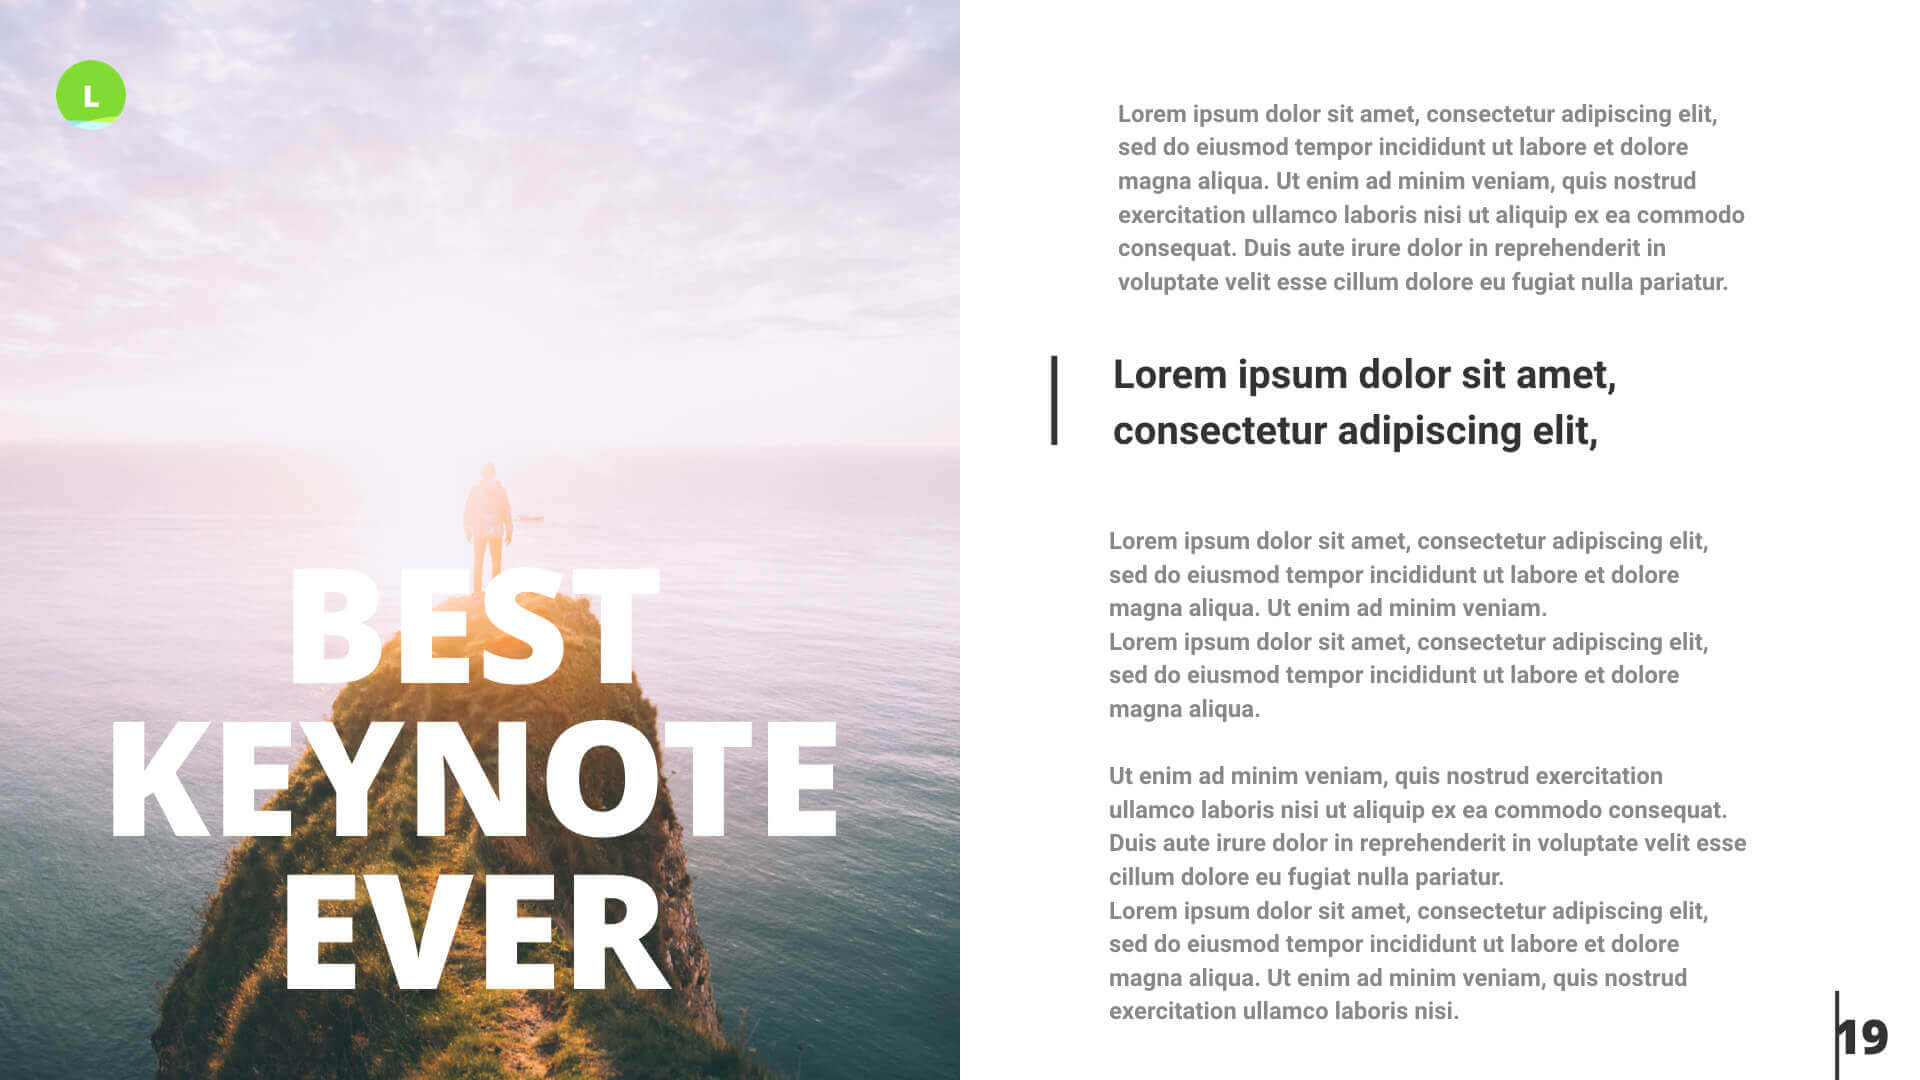 L
BEST
KEYNOTE
EVER
Lorem ipsum dolor sit amet, consectetur adipiscing elit,
sed do eiusmod tempor incididunt ut labore et dolore
magna aliqua. Ut enim ad minim veniam, quis nostrud
exercitation ullamco laboris nisi ut aliquip ex ea commodo
consequat. Duis aute irure dolor in reprehenderit in
voluptate velit esse cillum dolore eu fugiat nulla pariatur.
Lorem ipsum dolor sit amet,
consectetur adipiscing elit,
Lorem ipsum dolor sit amet, consectetur adipiscing elit,
sed do eiusmod tempor incididunt ut labore et dolore
magna aliqua. Ut enim ad minim veniam.
Lorem ipsum dolor sit amet, consectetur adipiscing elit,
sed do eiusmod tempor incididunt ut labore et dolore
magna aliqua.
Ut enim ad minim veniam, quis nostrud exercitation
ullamco laboris nisi ut aliquip ex ea commodo consequat.
Duis aute irure dolor in reprehenderit in voluptate velit esse
cillum dolore eu fugiat nulla pariatur.
Lorem ipsum dolor sit amet, consectetur adipiscing elit,
sed do eiusmod tempor incididunt ut labore et dolore
magna aliqua. Ut enim ad minim veniam, quis nostrud
exercitation ullamco laboris nisi.
19